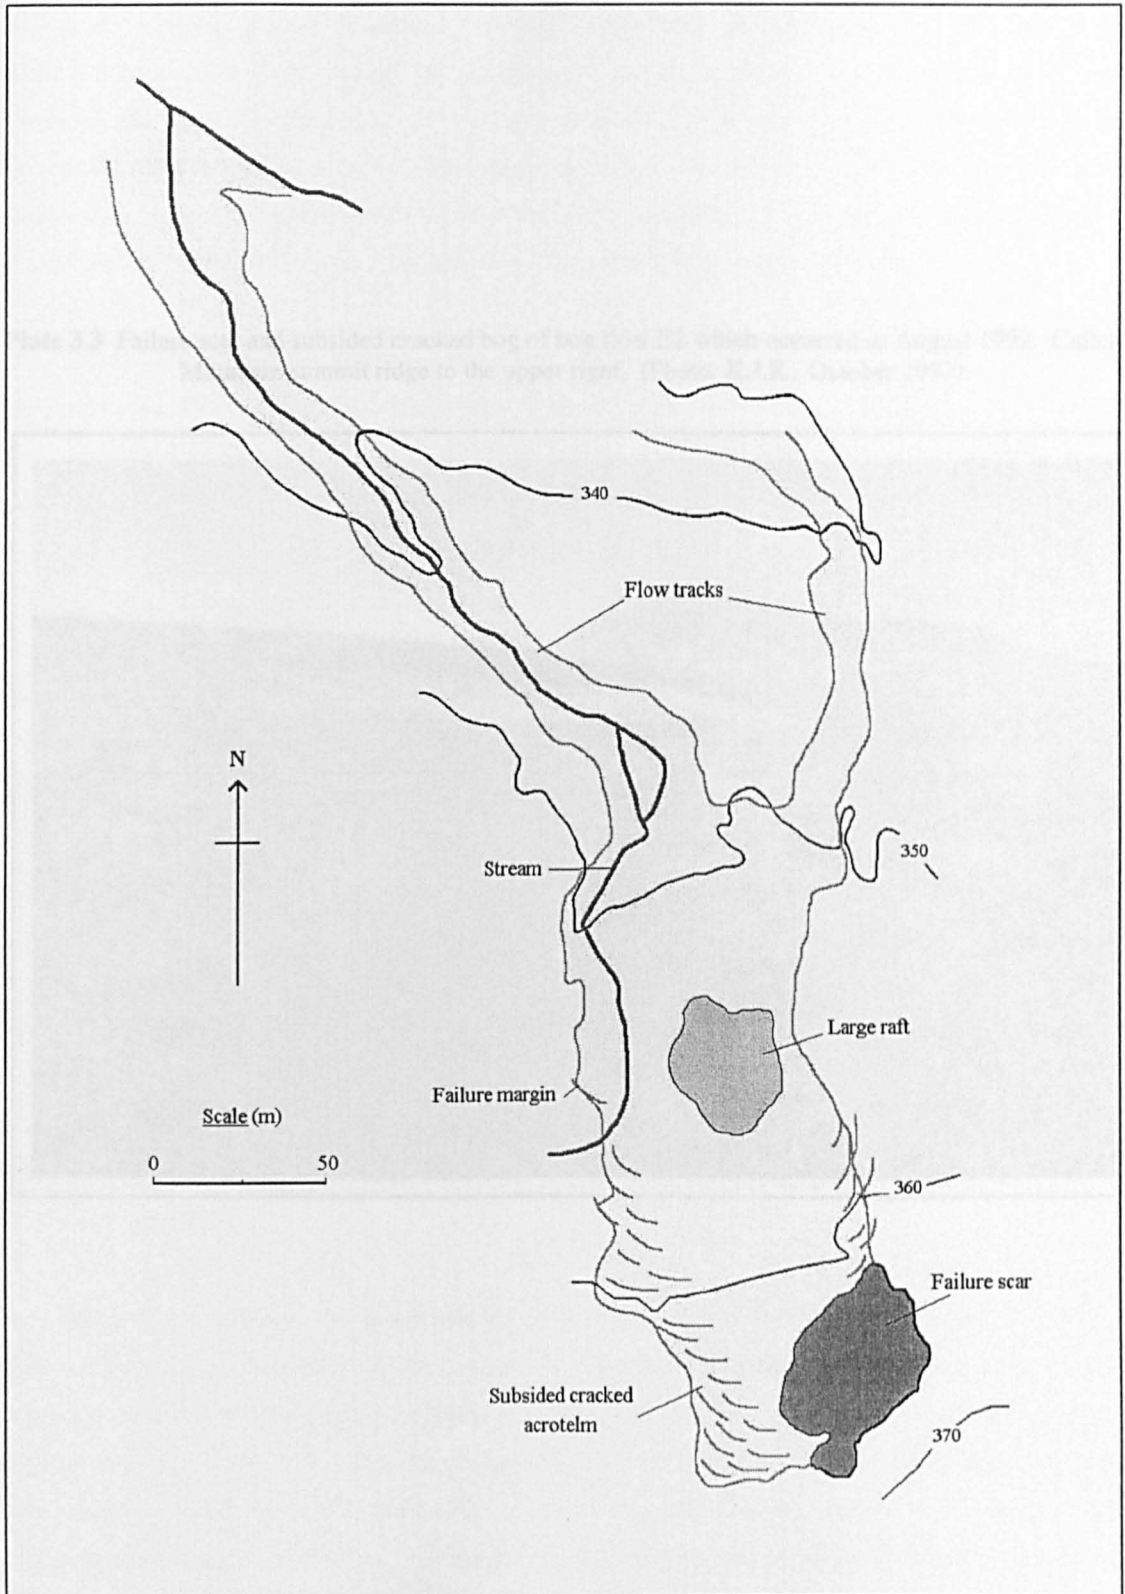 340
Flow tracks
N
350
Stream
Large raft
Failure margin
Scale (m)
0 50
360
Failure scar
Subsided cracked
acrotelm
370